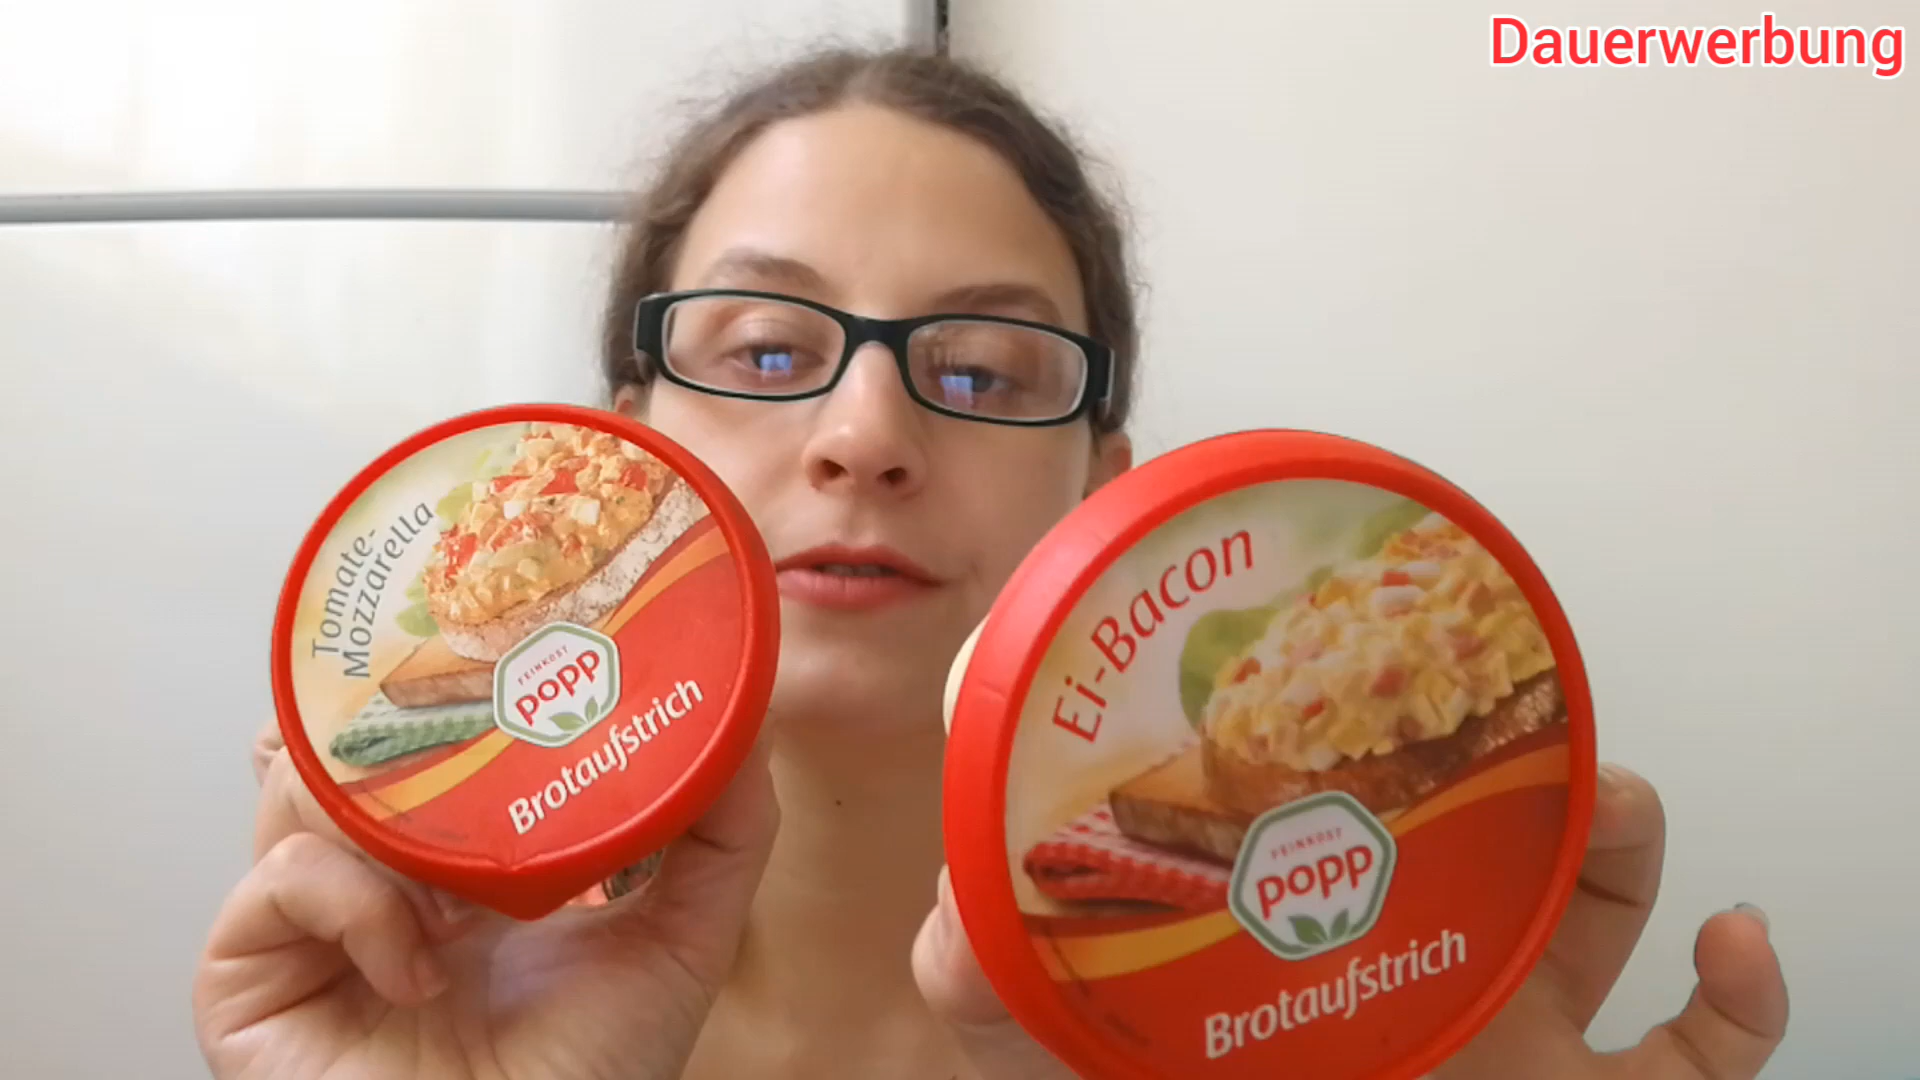 Dauerwerbung
Tomate-
Mozzarella
FEINKOST
popp
Brotaufstrich
Ei-Bacon
FEINKOST
popp
Brotaufstrich